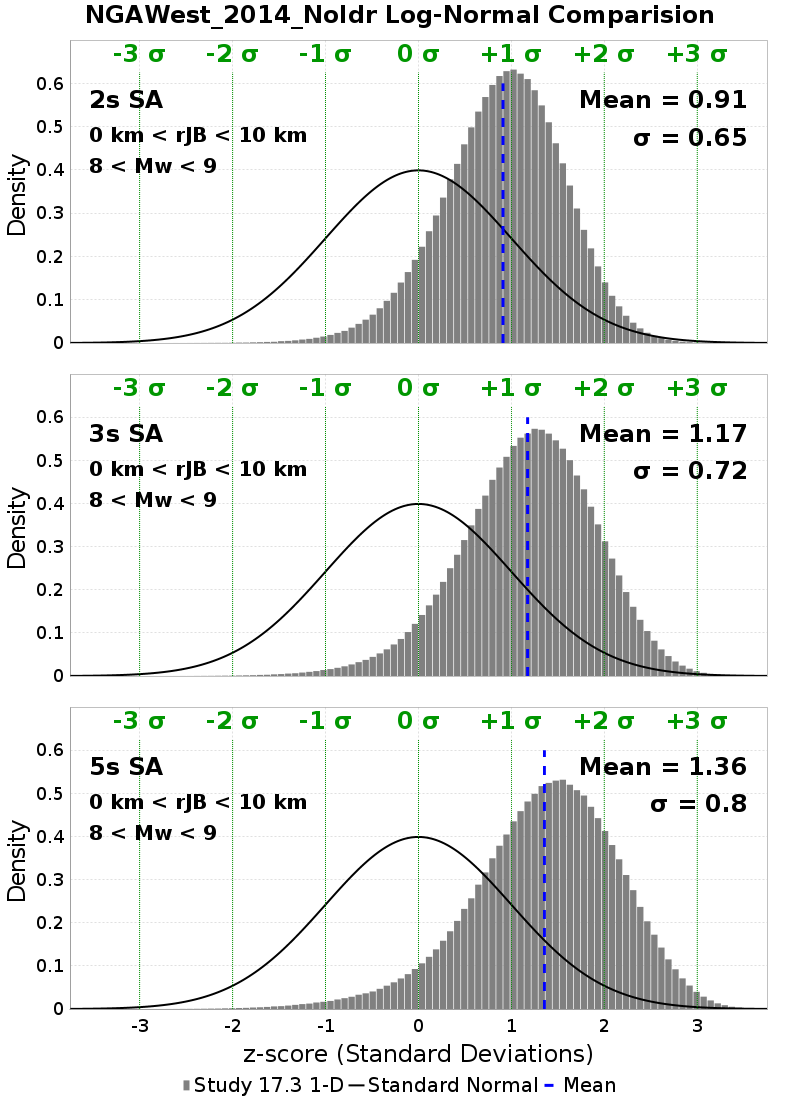 NGAWest_2014_NoIdr Log-Normal Comparision
-3 σ -2 σ -1 σ 0 σ +1 σ +2 σ +3 σ
2s SA
0 km < rJB < 10 km
8 < Mw < 9
Mean = 0.91
σ = 0.65
Density
0.6
0.5
0.4
0.3
0.2
0.1
0
-3 σ -2 σ -1 σ 0 σ +1 σ +2 σ +3 σ
3s SA
0 km < rJB < 10 km
8 < Mw < 9
Mean = 1.17
σ = 0.72
Density
0.6
0.5
0.4
0.3
0.2
0.1
0
-3 σ -2 σ -1 σ 0 σ +1 σ +2 σ +3 σ
5s SA
0 km < rJB < 10 km
8 < Mw < 9
Mean = 1.36
σ = 0.8
Density
0.6
0.5
0.4
0.3
0.2
0.1
0
-3 -2 -1 0 1 2 3
z-score (Standard Deviations)
Study 17.3 1-D Standard Normal Mean